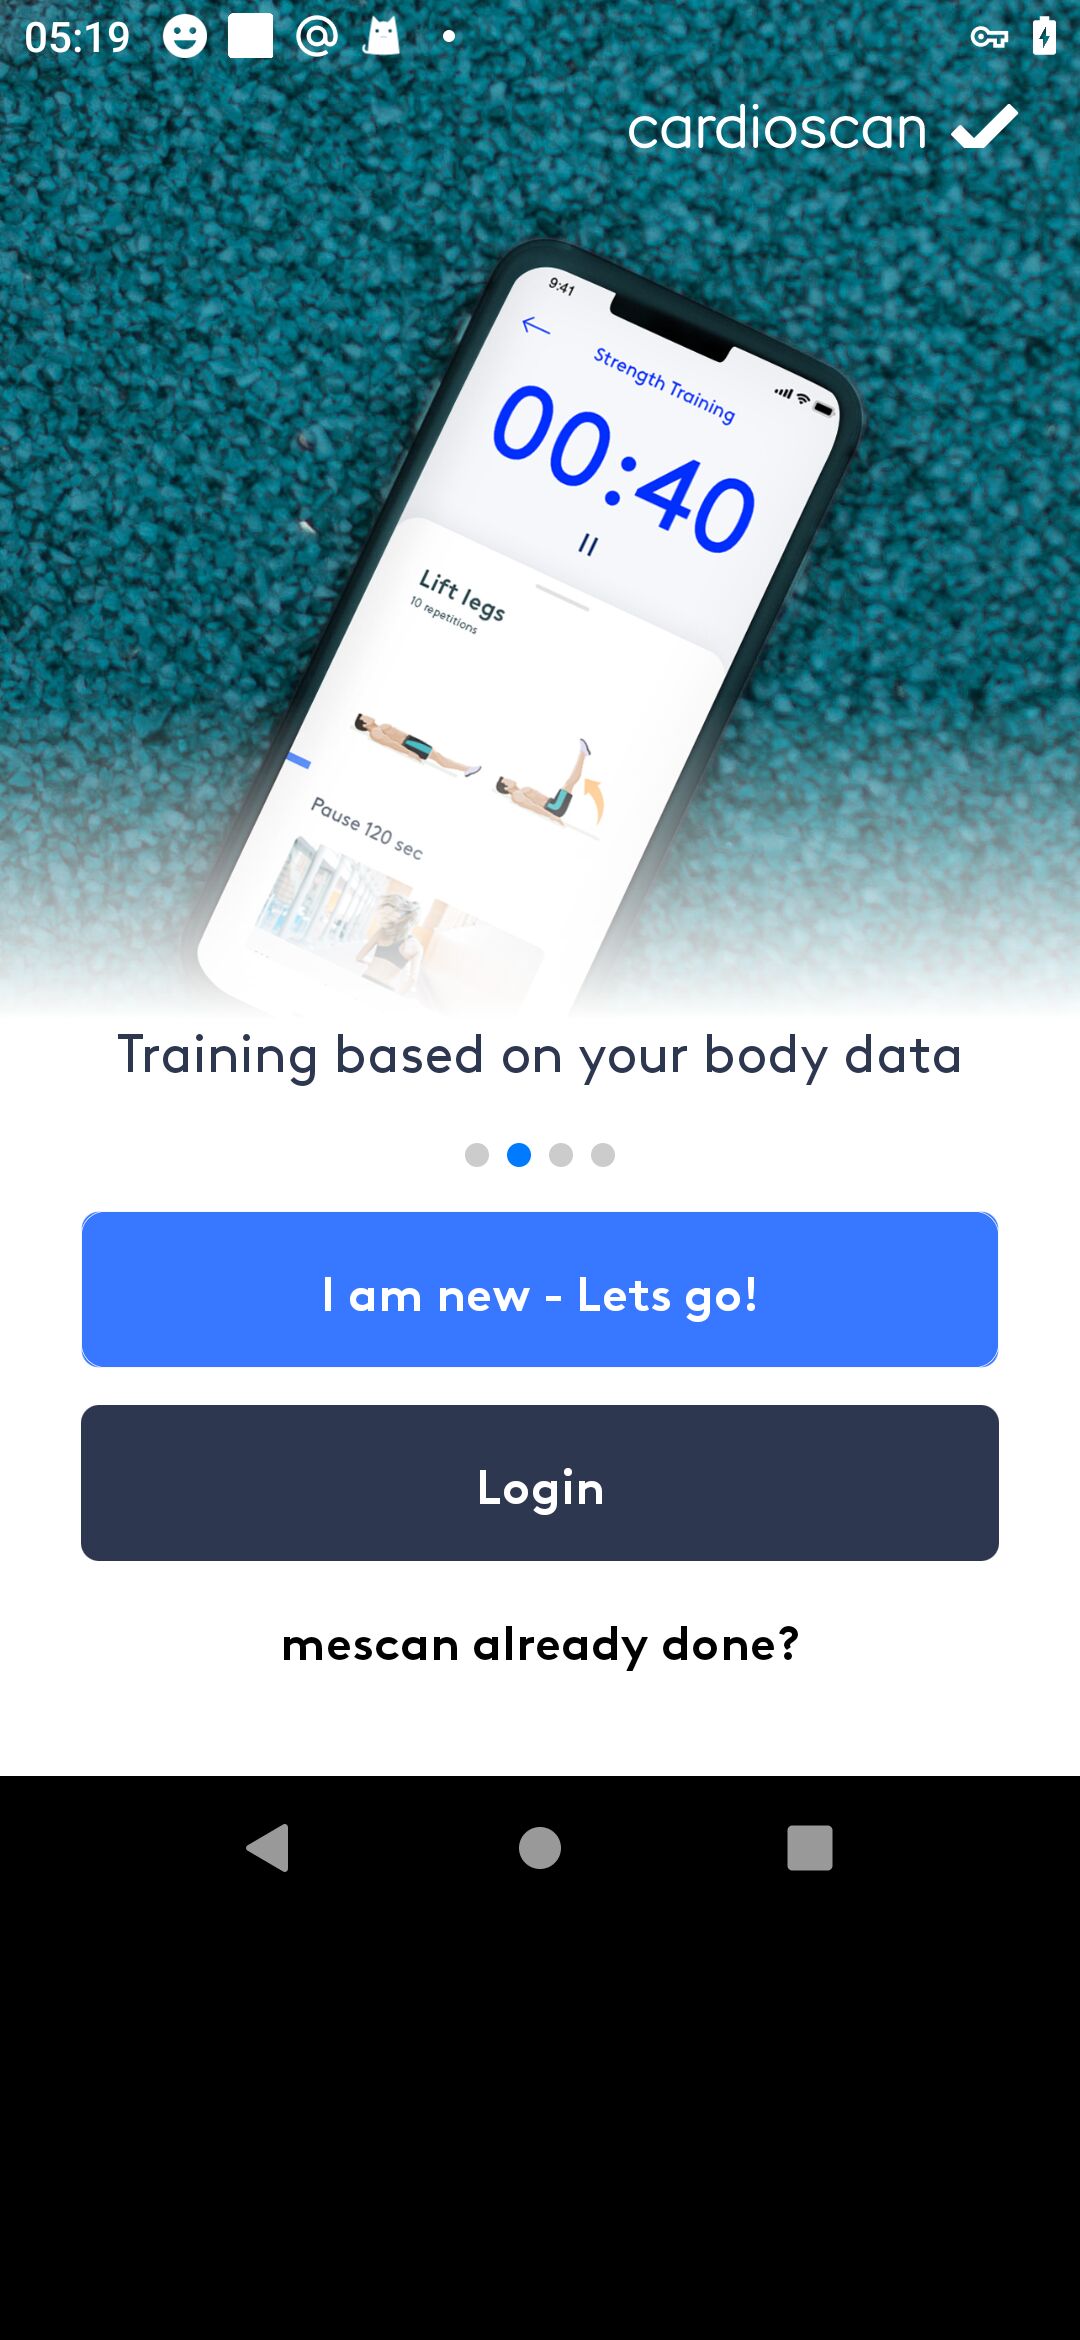 05:19
cardioscan
9:41
Strength Training
00:40
Lift legs
10 repetitions
Pause 120 sec
Training based on your body data
I am new - Lets go!
Login
mescan already done?